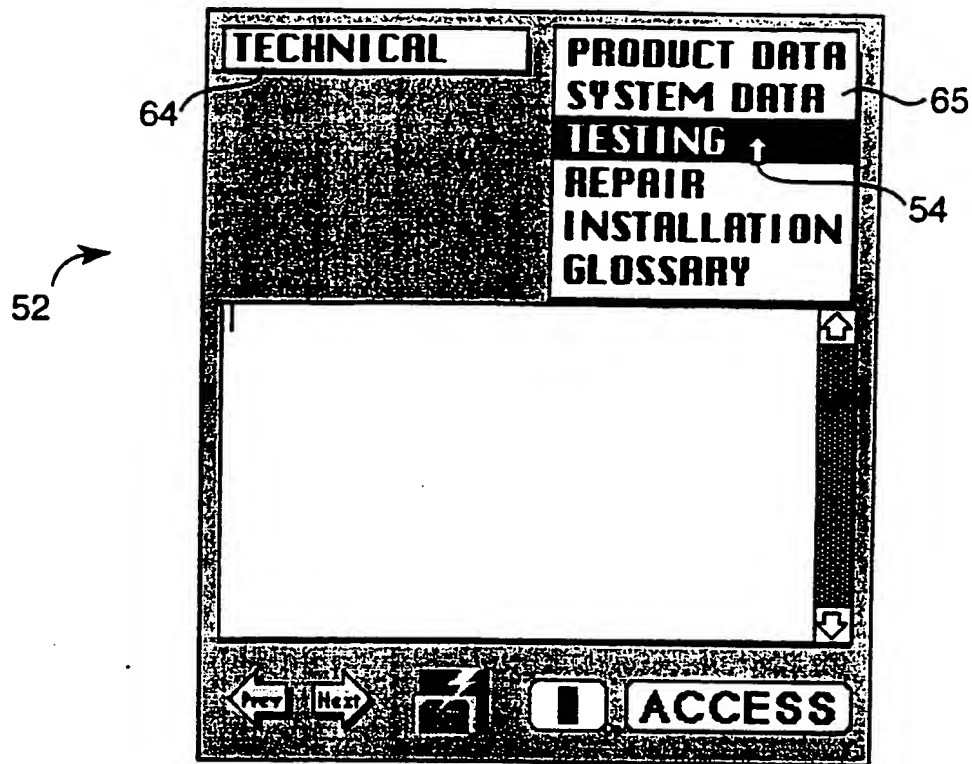 TECHNICAL
64
PRODUCT DATA
SYSTEM DATA
65
TESTING
54
REPAIR
INSTALLATION
GLOSSARY
52
Prev
Next
ACCESS